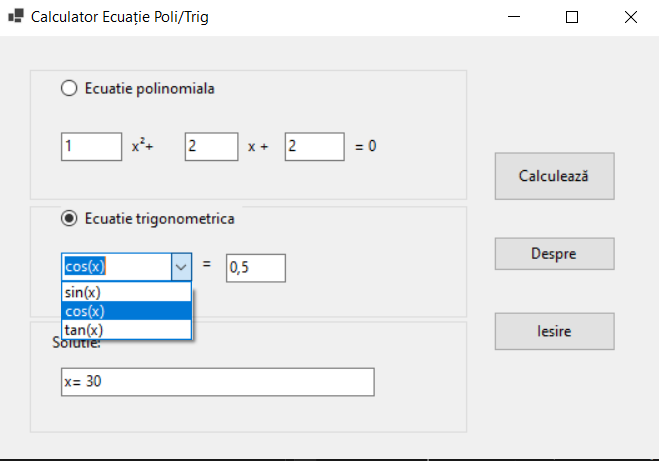 Calculator Ecuație Poli/Trig
Ecuatie polinomiala
1 x²+ 2 x + 2 = 0
Calculează
Ecuatie trigonometrica
cos(x) = 0,5
Despre
sin(x)
cos(x)
tan(x)
Iesire
Solutie:
x= 30